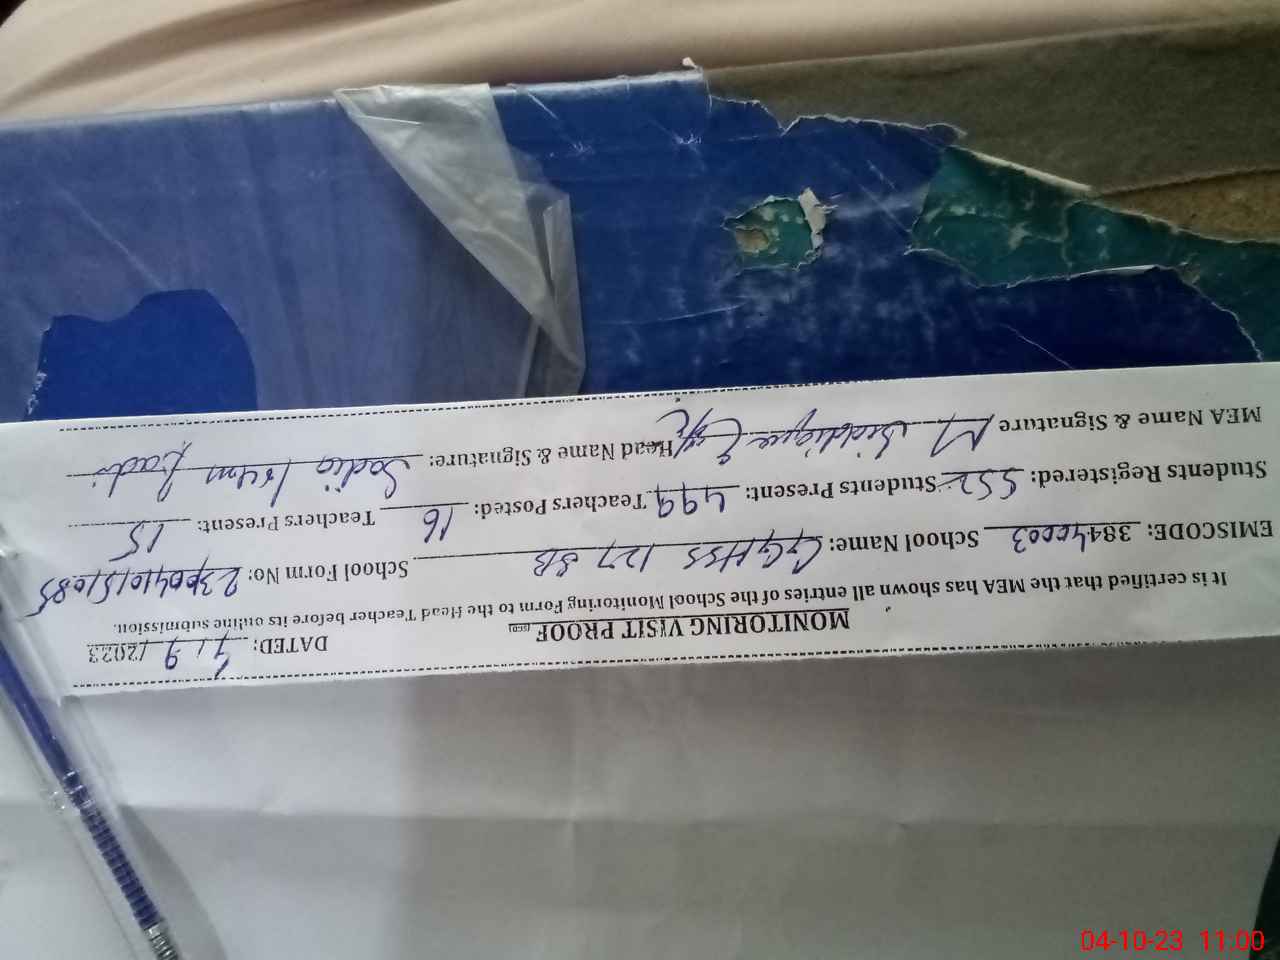 MONITORING VISIT PROOF (SED) DATED: 4/9/2023
It is certified that the MEA has shown all entries of the School Monitoring Form to the Head Teacher before its online submission.
EMISCODE: 38440003 School Name: GGHSS 127 SB School Form No:
Students Registered: 552 Students Present: 499 Teachers Posted: 16 Teachers Present: 15
MEA Name & Signature M Siddique Head Name & Signature: Sadia
04-10-23 11:00